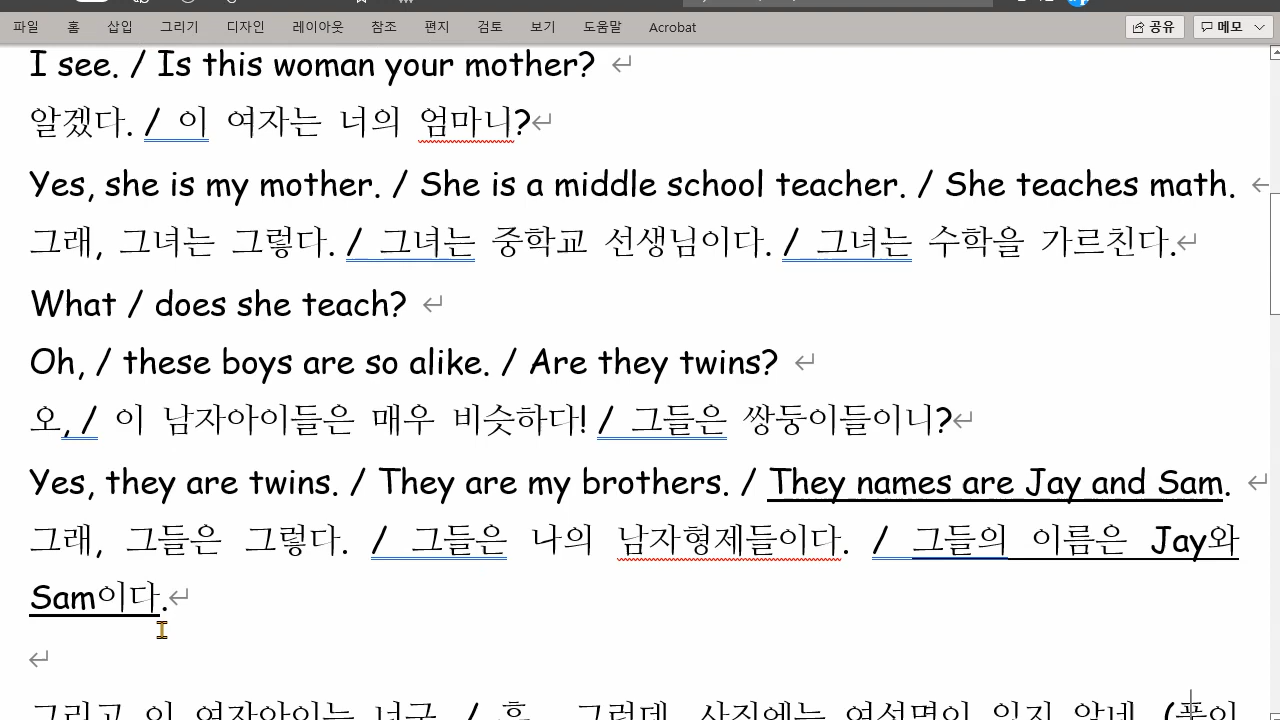 파일 홈 삽입 그리기 디자인 레이아웃 참조 편지 검토 보기 도움말 Acrobat 공유 메모
I see. / Is this woman your mother?
알겠다. / 이 여자는 너의 엄마니?
Yes, she is my mother. / She is a middle school teacher. / She teaches math.
그래, 그녀는 그렇다. / 그녀는 중학교 선생님이다. / 그녀는 수학을 가르친다.
What / does she teach?
Oh, / these boys are so alike. / Are they twins?
오, / 이 남자아이들은 매우 비슷하다! / 그들은 쌍둥이들이니?
Yes, they are twins. / They are my brothers. / They names are Jay and Sam.
그래, 그들은 그렇다. / 그들은 나의 남자형제들이다. / 그들의 이름은 Jay와
Sam이다.